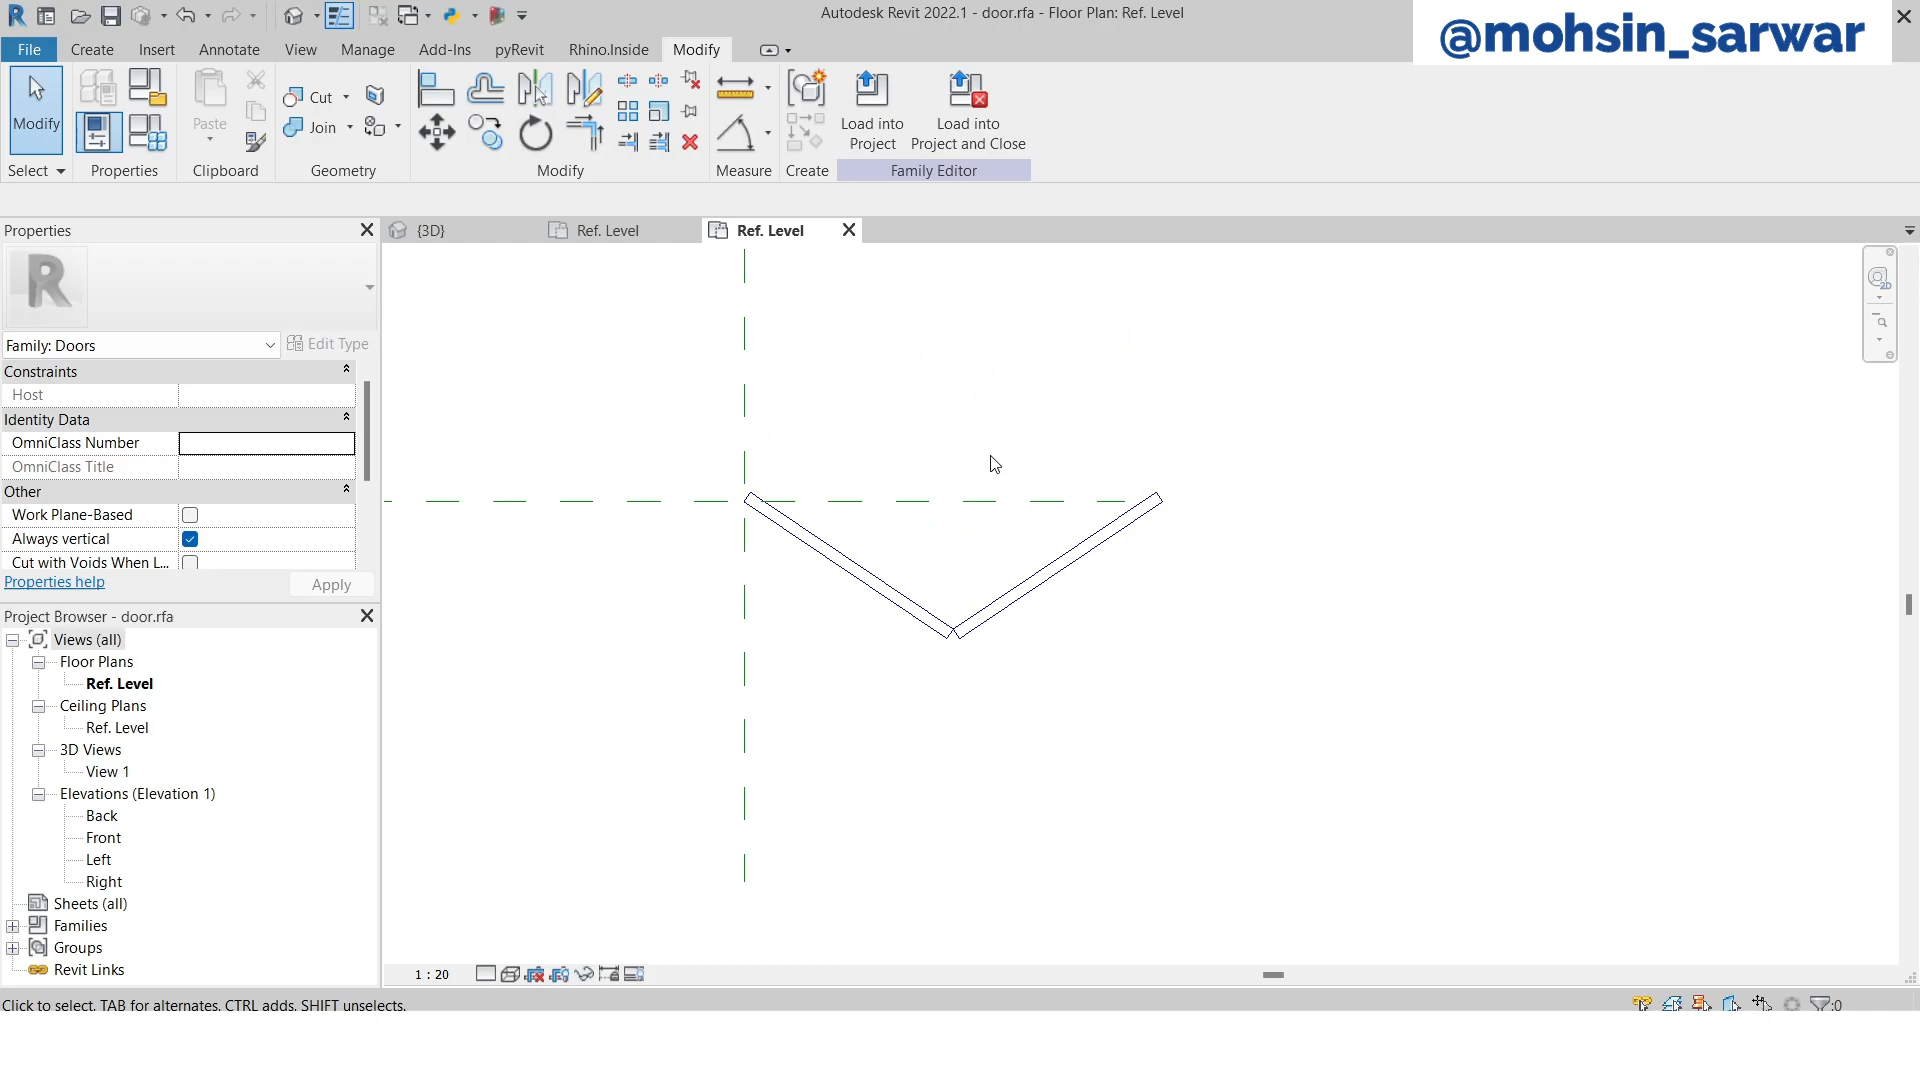 Autodesk Revit 2022.1 - door.rfa - Floor Plan: Ref. Level
@mohsin_sarwar
File Create Insert Annotate View Manage Add-Ins pyRevit Rhino.Inside Modify
Modify
Paste
Cut
Join
Load into
Project
Load into
Project and Close
Select Properties Clipboard Geometry Modify Measure Create Family Editor
Properties
{3D} Ref. Level Ref. Level
R
Family: Doors Edit Type
Constraints
Host
Identity Data
OmniClass Number
OmniClass Title
Other
Work Plane-Based
Always vertical
Cut with Voids When L...
Properties help Apply
Project Browser - door.rfa
Views (all)
Floor Plans
Ref. Level
Ceiling Plans
Ref. Level
3D Views
View 1
Elevations (Elevation 1)
Back
Front
Left
Right
Sheets (all)
Families
Groups
Revit Links
2D
1 : 20
Click to select, TAB for alternates, CTRL adds, SHIFT unselects.
:0